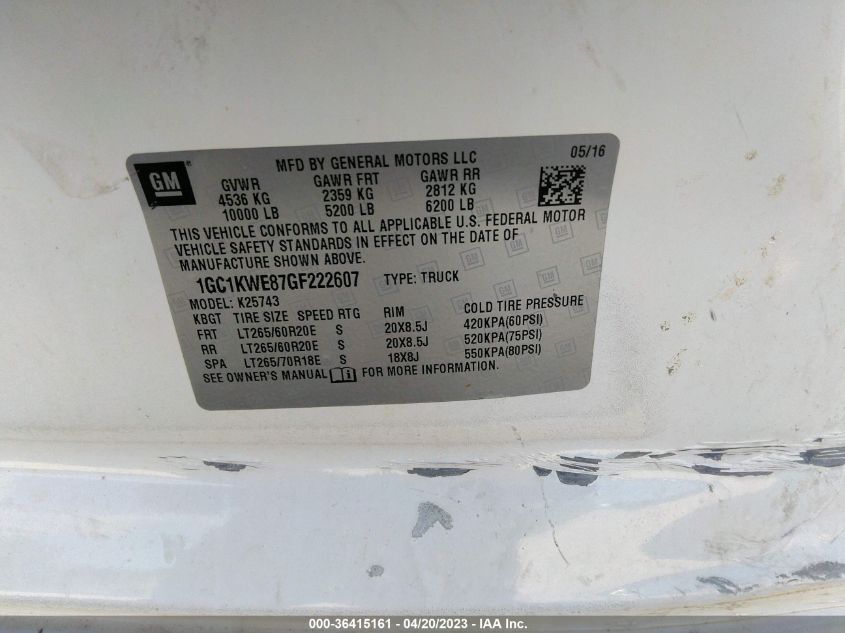 GM
MFD BY GENERAL MOTORS LLC
05/16
GVWR GAWR FRT GAWR RR
4536 KG 2359 KG 2812 KG
10000 LB 5200 LB 6200 LB
THIS VEHICLE CONFORMS TO ALL APPLICABLE U.S. FEDERAL MOTOR
VEHICLE SAFETY STANDARDS IN EFFECT ON THE DATE OF
MANUFACTURE SHOWN ABOVE.
1GC1KWE87GF222607 TYPE: TRUCK
MODEL: K25743
KBGT TIRE SIZE SPEED RTG RIM COLD TIRE PRESSURE
FRT LT265/60R20E S 20X8.5J 420KPA(60PSI)
RR LT265/60R20E S 20X8.5J 520KPA(75PSI)
SPA LT265/70R18E S 18X8J 550KPA(80PSI)
SEE OWNER'S MANUAL FOR MORE INFORMATION.
000-36415161 - 04/20/2023 - IAA Inc.